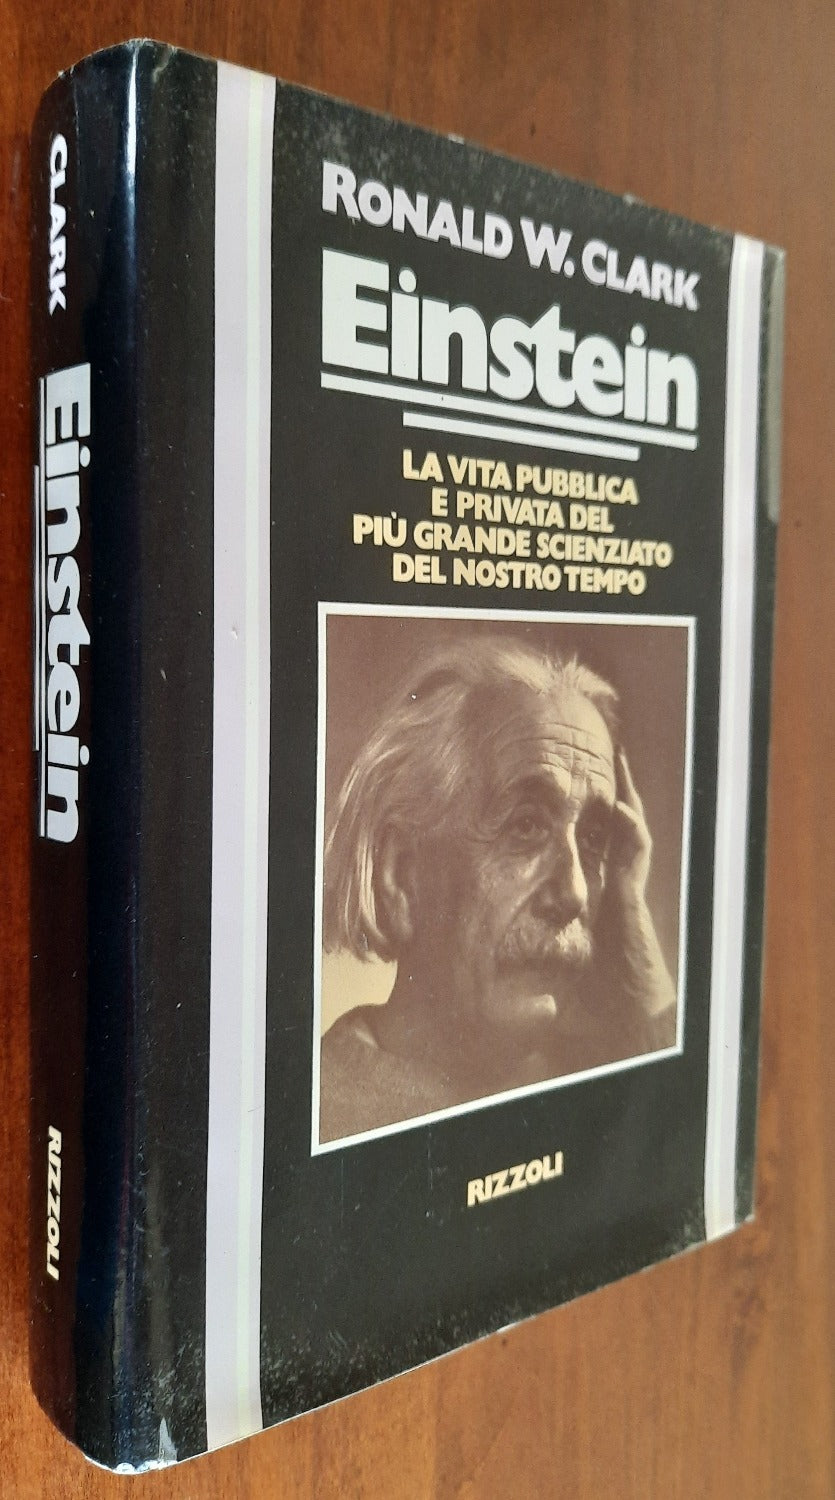 CLARK
Einstein
RIZZOLI
RONALD W. CLARK
Einstein
LA VITA PUBBLICA
E PRIVATA DEL
PIÙ GRANDE SCIENZIATO
DEL NOSTRO TEMPO
RIZZOLI